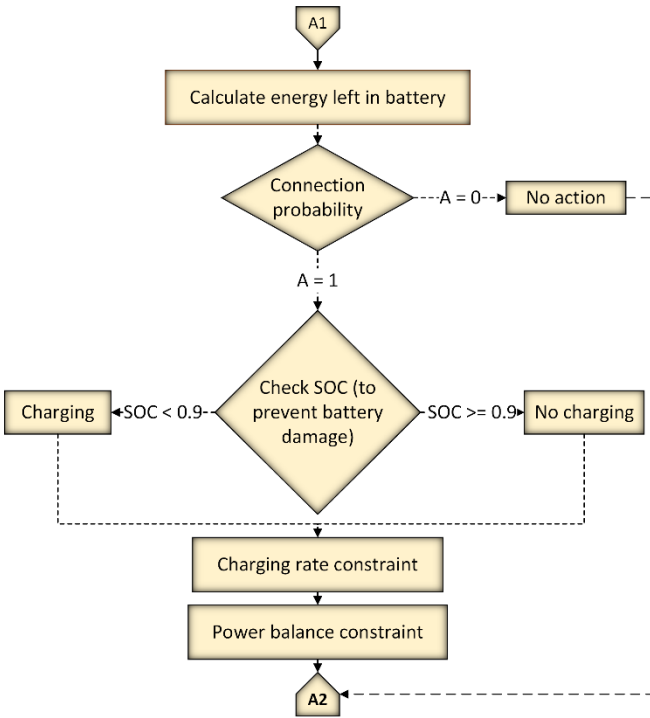 A1
Calculate energy left in battery
Connection
probability
A = 0
No action
A = 1
Check SOC (to
prevent battery
damage)
Charging
SOC < 0.9
SOC >= 0.9
No charging
Charging rate constraint
Power balance constraint
A2